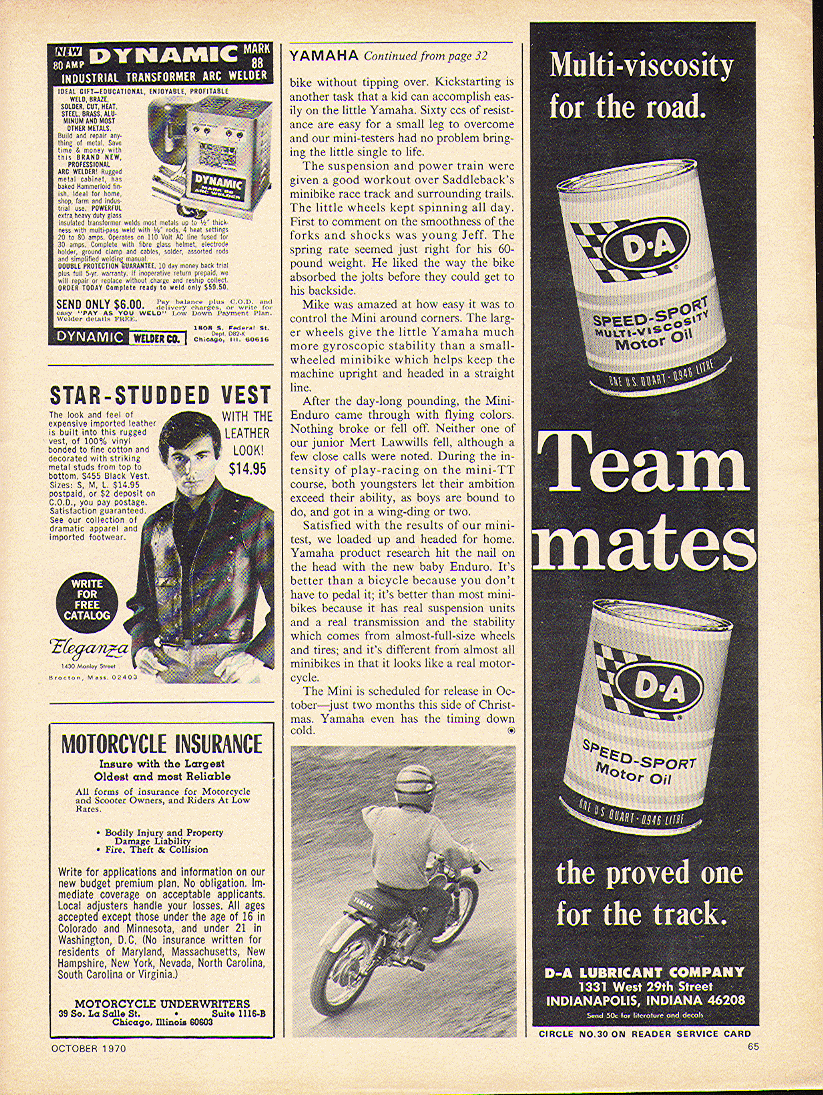 NEW DYNAMIC MARK
80 AMP 88
INDUSTRIAL TRANSFORMER ARC WELDER
IDEAL GIFT—EDUCATIONAL, ENJOYABLE, PROFITABLE
WELD, BRAZE,
SOLDER, CUT, HEAT,
STEEL, BRASS, ALU-
MINUM AND MOST
OTHER METALS.
Build and repair any-
thing of metal. Save
time & money with
this BRAND NEW,
PROFESSIONAL
ARC WELDER! Rugged
metal cabinet, has
baked Hammerloid fin-
ish. Ideal for home,
shop, farm and indus-
trial use. POWERFUL
extra heavy duty glass
insulated transformer welds most metals up to ½" thick-
ness with multi-pass weld with ⅛" rods, 4 heat settings
20 to 80 amps. Operates on 110 Volt AC line fused for
30 amps. Complete with fibre glass helmet, electrode
holder, ground clamp and cables, solder, assorted rods
and simplified welding manual.
DOUBLE PROTECTION GUARANTEE. 10 day money back trial
plus full 5-yr. warranty. If inoperative return prepaid, we
will repair or replace without charge and reship collect.
ORDER TODAY Complete ready to weld only $59.50.
SEND ONLY $6.00. Pay balance plus C.O.D. and
delivery charges, or write for
easy "PAY AS YOU WELD" Low Down Payment Plan.
Welder details FREE.
DYNAMIC WELDER CO.
1808 S. Federal St.
Dept. O82-K
Chicago, Ill. 60616
DYNAMIC
MARK 88
ARC WELDER
STAR-STUDDED VEST
The look and feel of
expensive imported leather
is built into this rugged
vest, of 100% vinyl
bonded to fine cotton and
decorated with striking
metal studs from top to
bottom. S455 Black Vest.
Sizes: S, M, L. $14.95
postpaid, or $2 deposit on
C.O.D., you pay postage.
Satisfaction guaranteed.
See our collection of
dramatic apparel and
imported footwear.
WITH THE
LEATHER
LOOK!
$14.95
WRITE
FOR
FREE
CATALOG
Eleganza
1430 Manley Street
Brocton, Mass. 02403
MOTORCYCLE INSURANCE
Insure with the Largest
Oldest and most Reliable
All forms of insurance for Motorcycle
and Scooter Owners, and Riders At Low
Rates.
• Bodily Injury and Property
Damage Liability
• Fire, Theft & Collision
Write for applications and information on our
new budget premium plan. No obligation. Im-
mediate coverage on acceptable applicants.
Local adjusters handle your losses. All ages
accepted except those under the age of 16 in
Colorado and Minnesota, and under 21 in
Washington, D.C. (No insurance written for
residents of Maryland, Massachusetts, New
Hampshire, New York, Nevada, North Carolina,
South Carolina or Virginia.)
MOTORCYCLE UNDERWRITERS
39 So. La Salle St. • Suite 1116-B
Chicago, Illinois 60603
OCTOBER 1970
YAMAHA Continued from page 32
bike without tipping over. Kickstarting is
another task that a kid can accomplish eas-
ily on the little Yamaha. Sixty ccs of resist-
ance are easy for a small leg to overcome
and our mini-testers had no problem bring-
ing the little single to life.
The suspension and power train were
given a good workout over Saddleback's
minibike race track and surrounding trails.
The little wheels kept spinning all day.
First to comment on the smoothness of the
forks and shocks was young Jeff. The
spring rate seemed just right for his 60-
pound weight. He liked the way the bike
absorbed the jolts before they could get to
his backside.
Mike was amazed at how easy it was to
control the Mini around corners. The larg-
er wheels give the little Yamaha much
more gyroscopic stability than a small-
wheeled minibike which helps keep the
machine upright and headed in a straight
line.
After the day-long pounding, the Mini-
Enduro came through with flying colors.
Nothing broke or fell off. Neither one of
our junior Mert Lawwills fell, although a
few close calls were noted. During the in-
tensity of play-racing on the mini-TT
course, both youngsters let their ambition
exceed their ability, as boys are bound to
do, and got in a wing-ding or two.
Satisfied with the results of our mini-
test, we loaded up and headed for home.
Yamaha product research hit the nail on
the head with the new baby Enduro. It's
better than a bicycle because you don't
have to pedal it; it's better than most mini-
bikes because it has real suspension units
and a real transmission and the stability
which comes from almost-full-size wheels
and tires; and it's different from almost all
minibikes in that it looks like a real motor-
cycle.
The Mini is scheduled for release in Oc-
tober—just two months this side of Christ-
mas. Yamaha even has the timing down
cold.
YAMAHA
Multi-viscosity
for the road.
D-A
SPEED-SPORT
MULTI-VISCOSITY
Motor Oil
ONE U.S. QUART - 0.946 LITRE
Team
mates
D-A
SPEED-SPORT
Motor Oil
ONE U.S. QUART - 0.946 LITRE
the proved one
for the track.
D-A LUBRICANT COMPANY
1331 West 29th Street
INDIANAPOLIS, INDIANA 46208
Send 50c for literature and decals
CIRCLE NO.30 ON READER SERVICE CARD
65